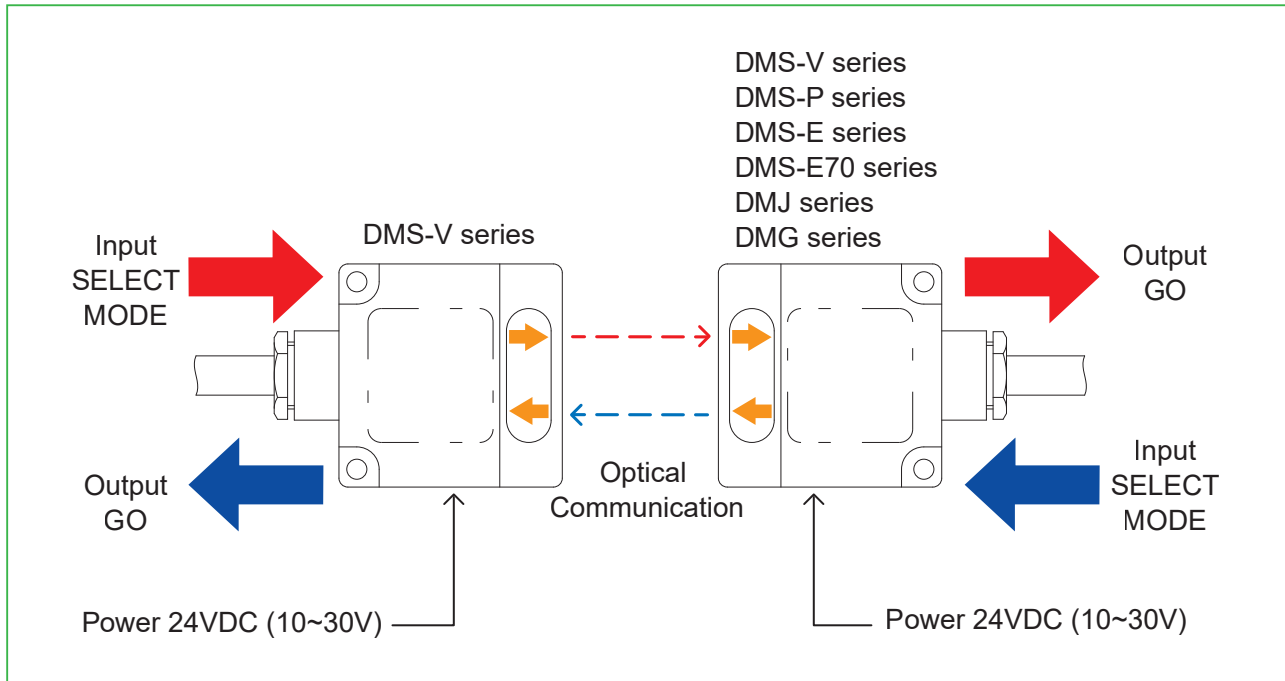 DMS-V series
DMS-P series
DMS-E series
DMS-E70 series
DMJ series
DMG series
DMS-V series
Input
SELECT
MODE
Output
GO
Output
GO
Optical
Communication
Input
SELECT
MODE
Power 24VDC (10~30V)
Power 24VDC (10~30V)